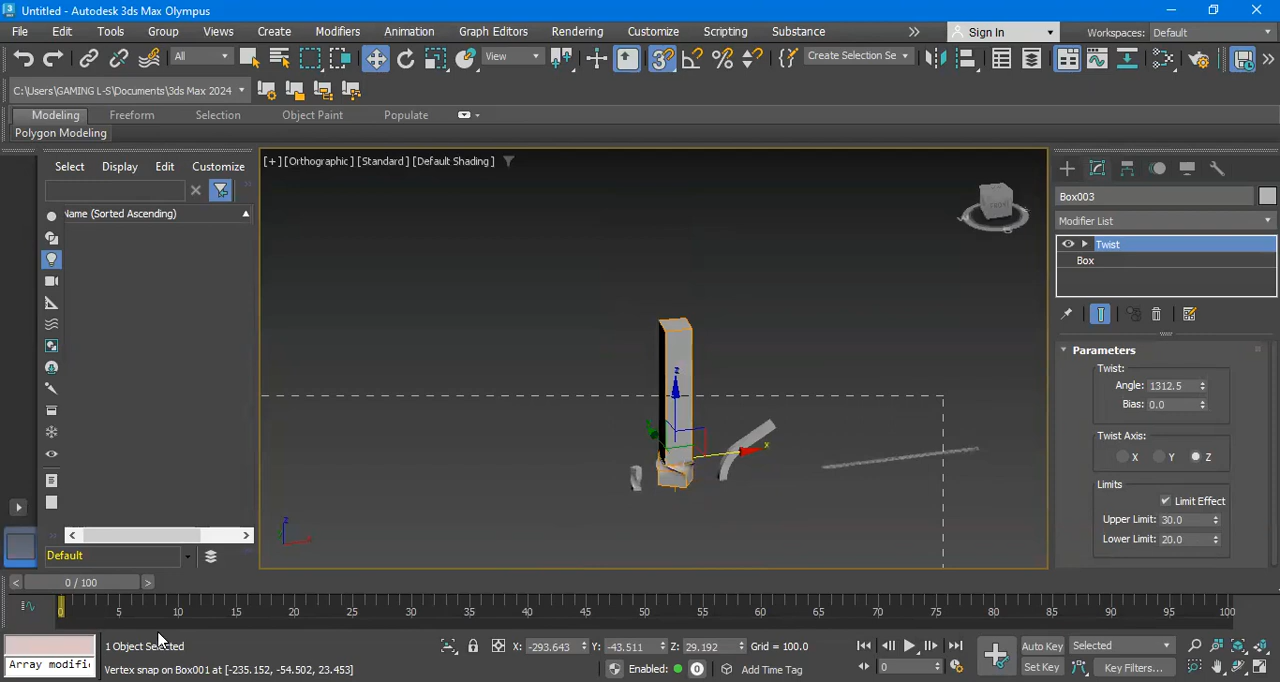 Untitled - Autodesk 3ds Max Olympus
File Edit Tools Group Views Create Modifiers Animation Graph Editors Rendering Customize Scripting Substance Sign In Workspaces: Default
All View Create Selection Se
C:\Users\GAMING L-S\Documents\3ds Max 2024
Modeling Freeform Selection Object Paint Populate
Polygon Modeling
Select Display Edit Customize
[+] [Orthographic] [Standard] [Default Shading]
Name (Sorted Ascending)
Box003
Modifier List
Twist
Box
Parameters
Twist:
Angle: 1312.5
Bias: 0.0
Twist Axis:
X Y Z
Limits
Limit Effect
Upper Limit: 30.0
Lower Limit: 20.0
FRONT
z
y
x
z
Default
0 / 100
0 5 10 15 20 25 30 35 40 45 50 55 60 65 70 75 80 85 90 95 100
1 Object Selected X: -293.643 Y: -43.511 Z: 29.192 Grid = 100.0 Auto Key Selected
Array modifi Vertex snap on Box001 at [-235.152, -54.502, 23.453] Enabled: 0 Add Time Tag 0 Set Key Key Filters...